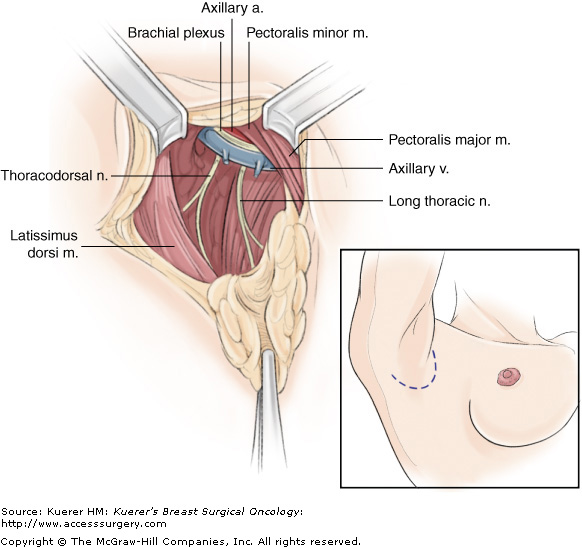 Axillary a.
Brachial plexus
Pectoralis minor m.
Pectoralis major m.
Axillary v.
Thoracodorsal n.
Long thoracic n.
Latissimus
dorsi m.
Source: Kuerer HM: Kuerer's Breast Surgical Oncology:
http://www.accesssurgery.com
Copyright © The McGraw-Hill Companies, Inc. All rights reserved.